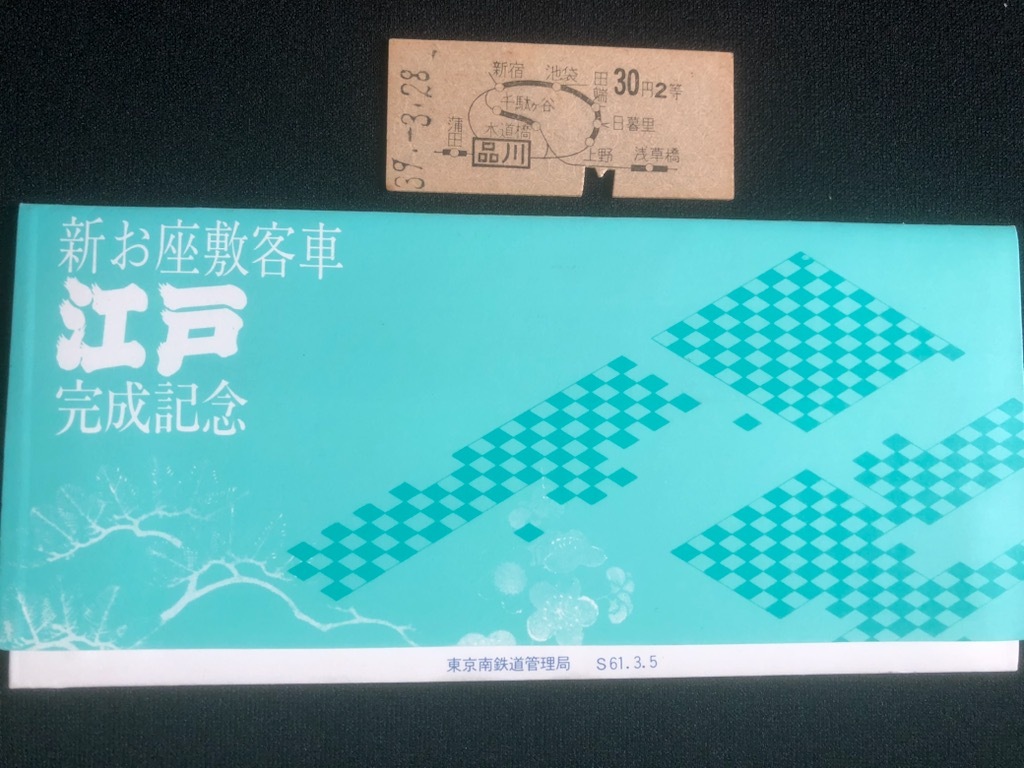 39.-3.28
新宿 池袋 田端 30円2等
千駄ヶ谷
日暮里
蒲田
水道橋
品川 上野 浅草橋
新お座敷客車
江戸
完成記念
東京南鉄道管理局 S61.3.5